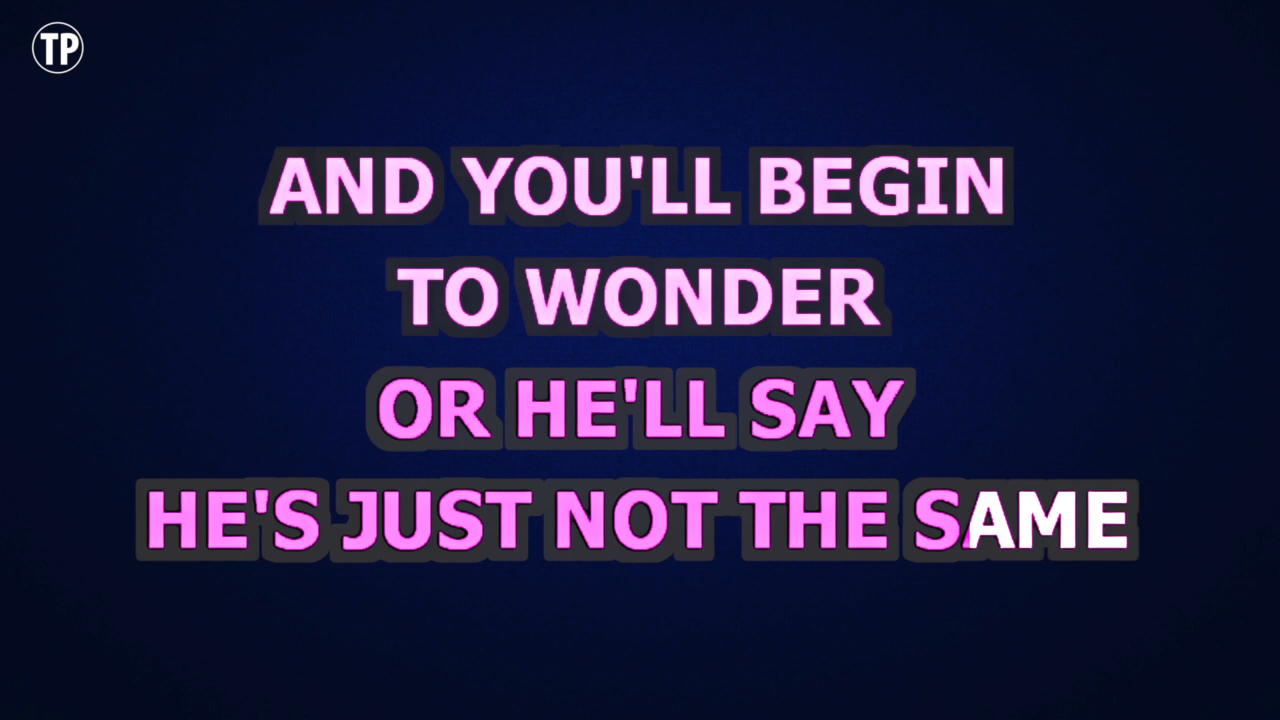 TP
AND YOU'LL BEGIN
TO WONDER
OR HE'LL SAY
HE'S JUST NOT THE SAME